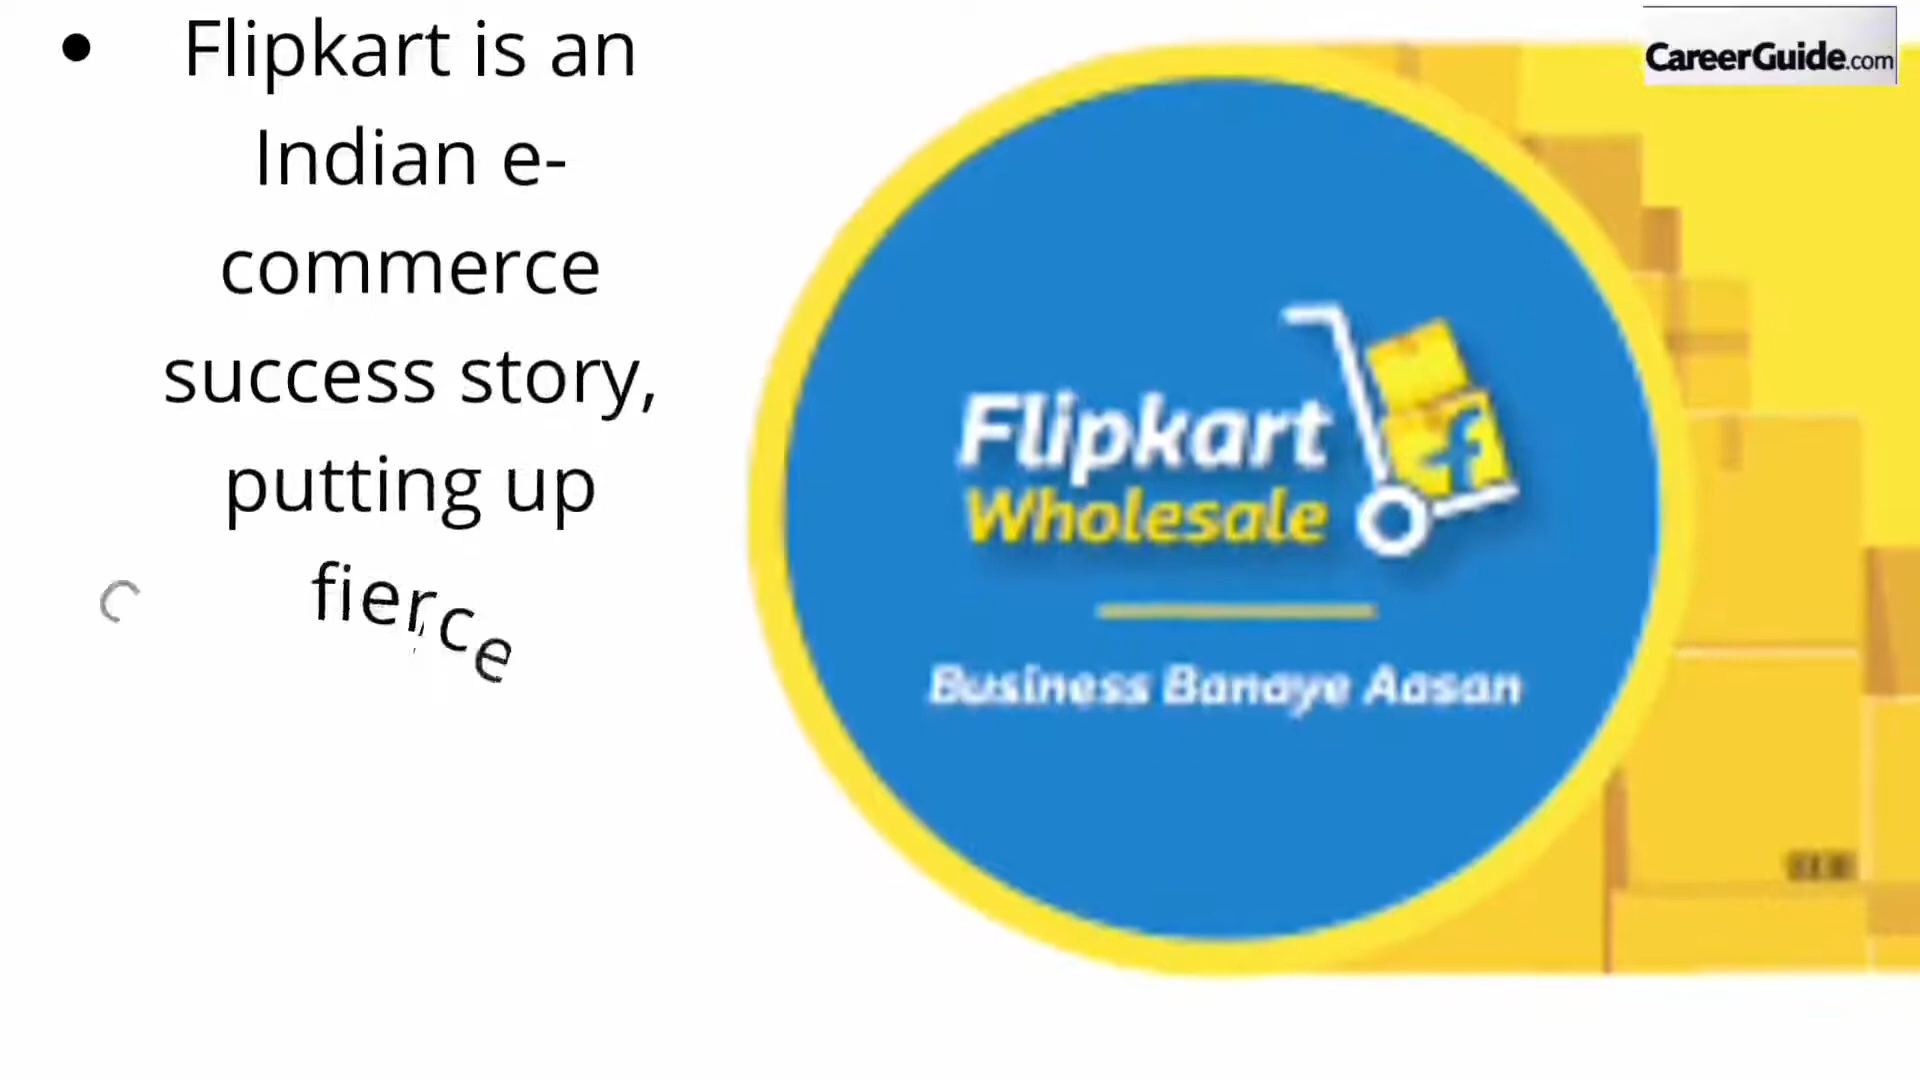 • Flipkart is an
Indian e-
commerce
success story,
putting up
fierce
CareerGuide.com
Flipkart
Wholesale
Business Banaye Aasan